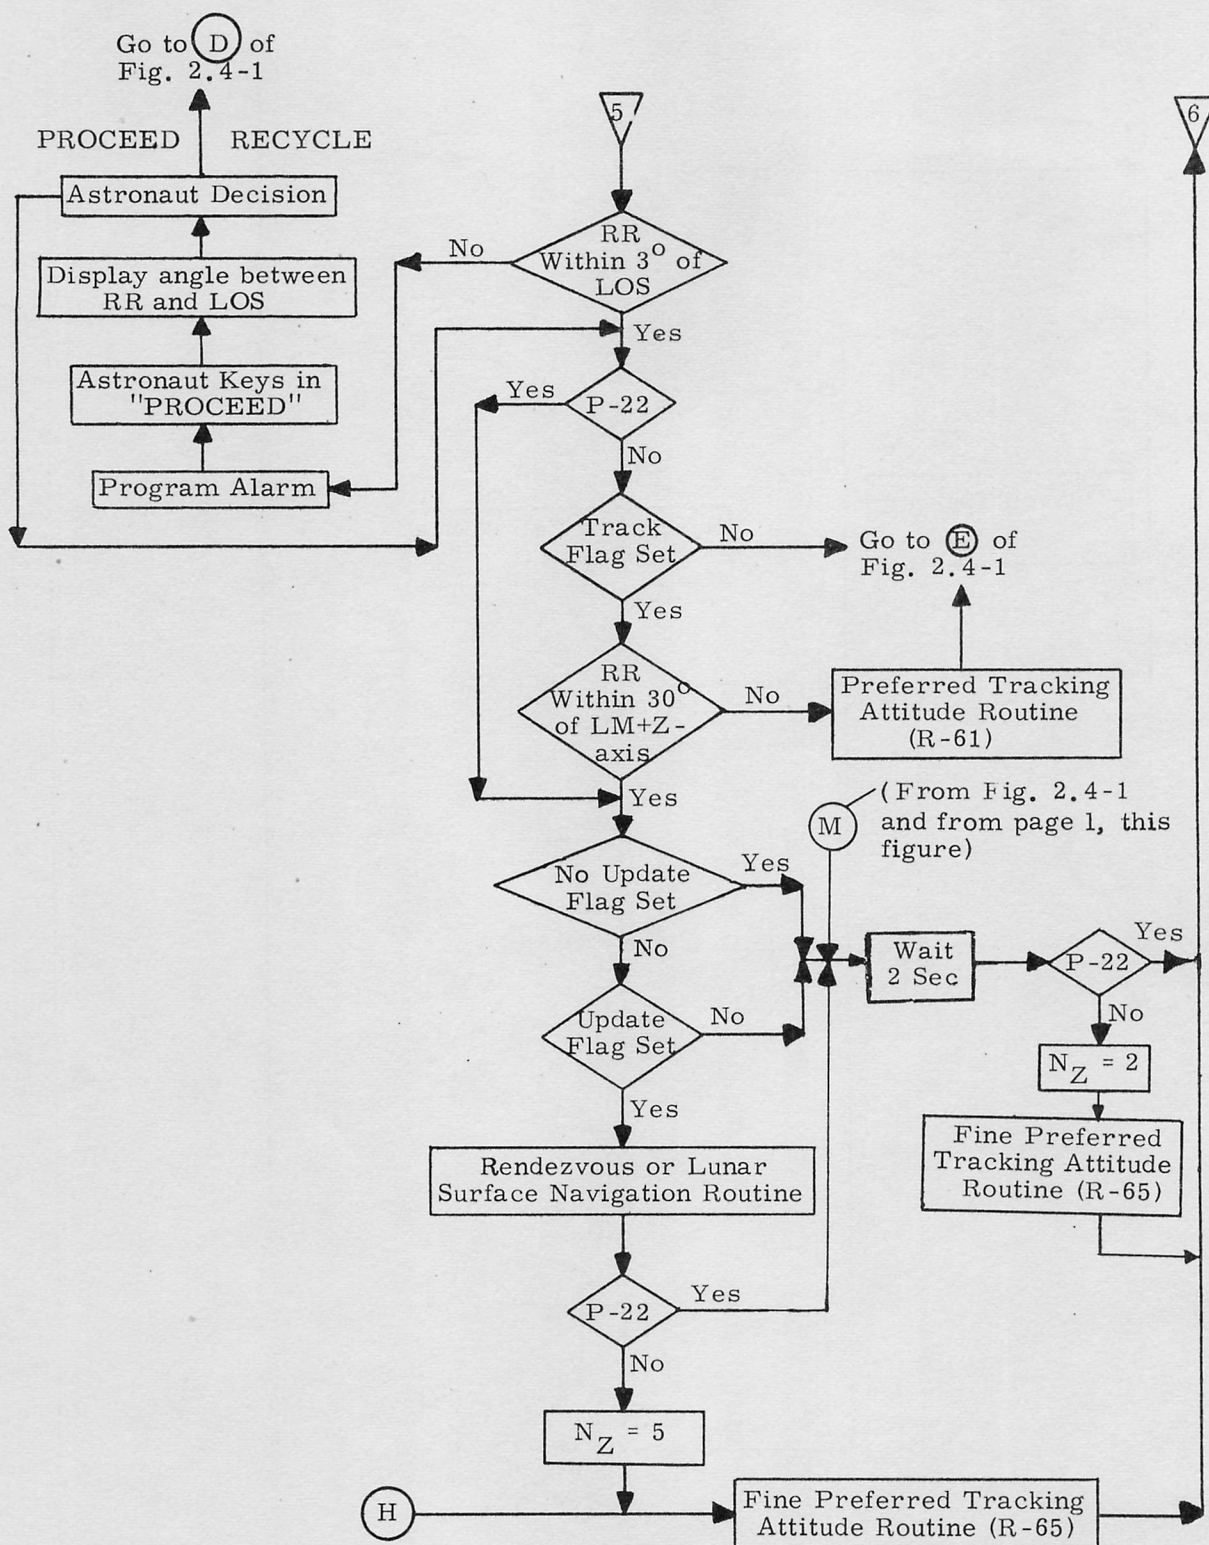 Go to D of
Fig. 2.4-1
PROCEED RECYCLE
Astronaut Decision
Display angle between
RR and LOS
Astronaut Keys in
"PROCEED"
Program Alarm
5
6
RR
Within 3° of
LOS
No
Yes
P-22
Yes
No
Track
Flag Set
No
Go to E of
Fig. 2.4-1
Yes
RR
Within 30°
of LM+Z-
axis
No
Preferred Tracking
Attitude Routine
(R-61)
Yes
M
(From Fig. 2.4-1
and from page 1, this
figure)
No Update
Flag Set
Yes
No
Wait
2 Sec
P-22
Yes
No
Update
Flag Set
No
N_Z = 2
Yes
Fine Preferred
Tracking Attitude
Routine (R-65)
Rendezvous or Lunar
Surface Navigation Routine
P-22
Yes
No
N_Z = 5
H
Fine Preferred Tracking
Attitude Routine (R-65)